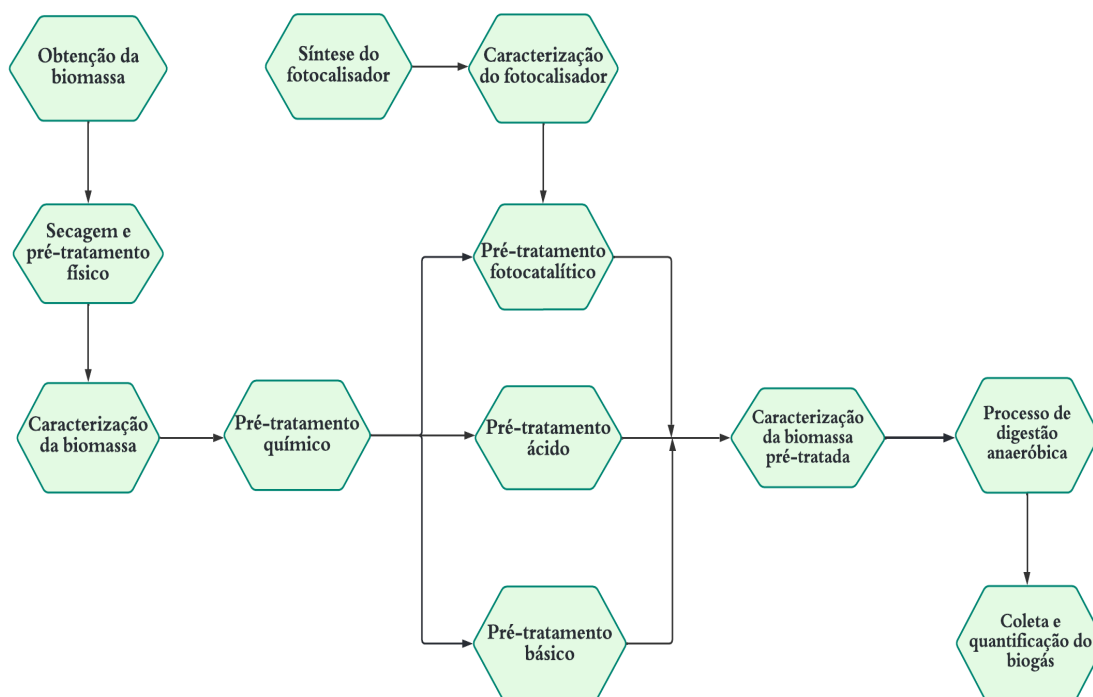 Obtenção da
biomassa
Síntese do
fotocalisador
Caracterização
do fotocalisador
Secagem e
pré-tratamento
físico
Pré-tratamento
fotocatalítico
Caracterização
da biomassa
Pré-tratamento
químico
Pré-tratamento
ácido
Caracterização
da biomassa
pré-tratada
Processo de
digestão
anaeróbica
Pré-tratamento
básico
Coleta e
quantificação do
biogás